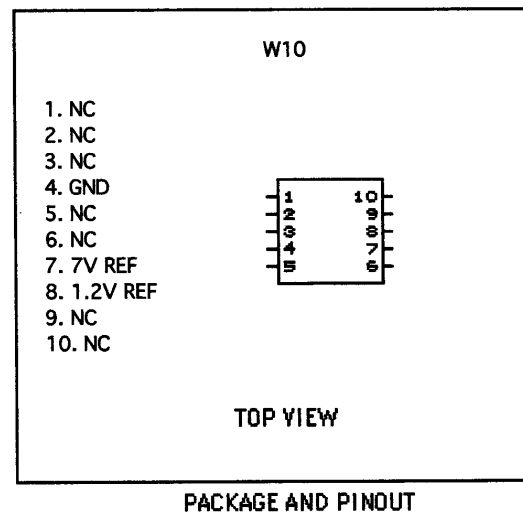 W10
1. NC
2. NC
3. NC
4. GND
5. NC
6. NC
7. 7V REF
8. 1.2V REF
9. NC
10. NC
1 10
2 9
3 8
4 7
5 6
TOP VIEW
PACKAGE AND PINOUT